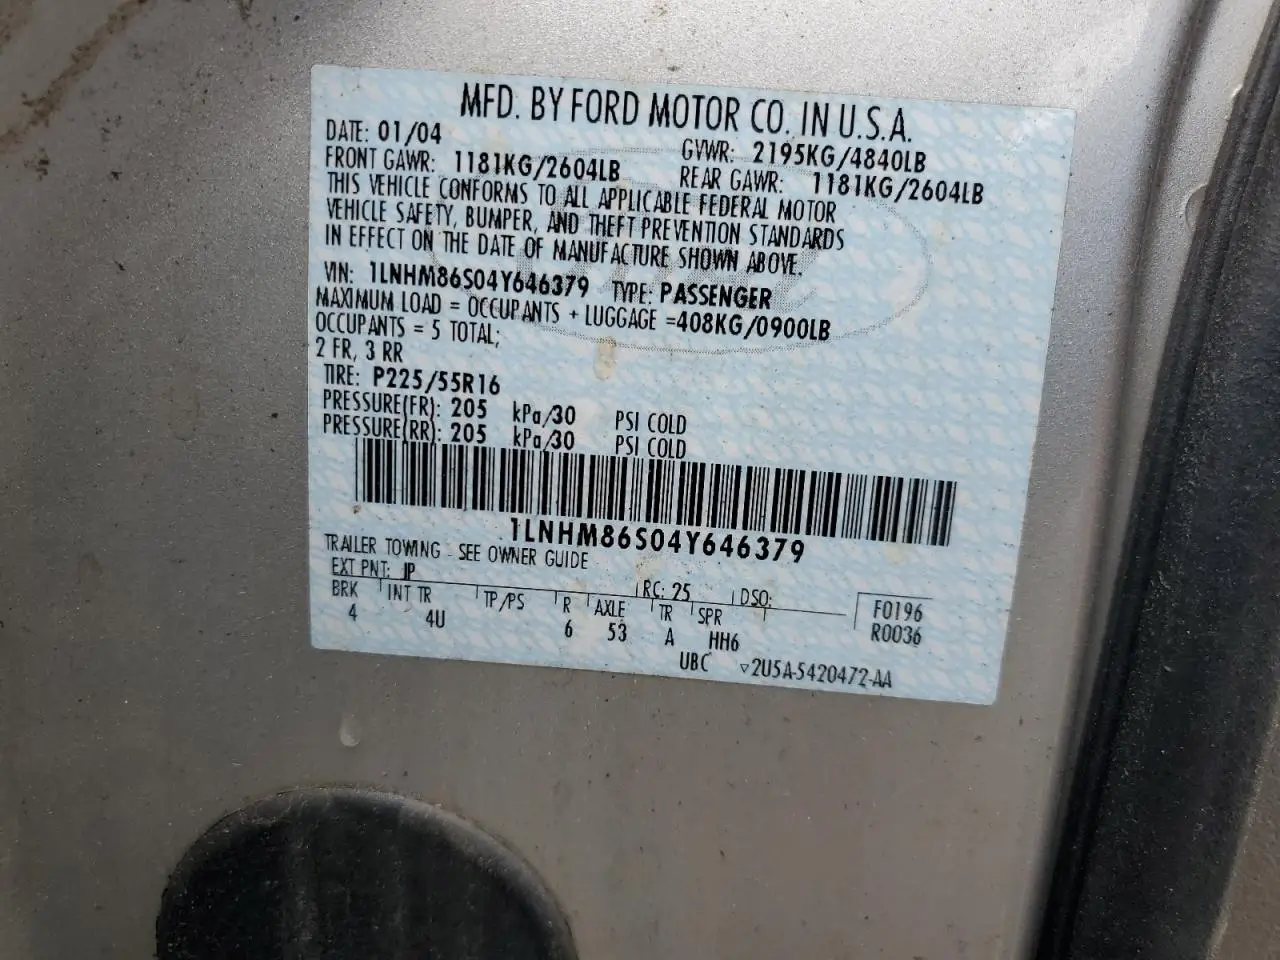 MFD. BY FORD MOTOR CO. IN U.S.A.
DATE: 01/04 GVWR: 2195KG/4840LB
FRONT GAWR: 1181KG/2604LB REAR GAWR: 1181KG/2604LB
THIS VEHICLE CONFORMS TO ALL APPLICABLE FEDERAL MOTOR
VEHICLE SAFETY, BUMPER, AND THEFT PREVENTION STANDARDS
IN EFFECT ON THE DATE OF MANUFACTURE SHOWN ABOVE.
VIN: 1LNHM86S04Y646379 TYPE: PASSENGER
MAXIMUM LOAD = OCCUPANTS + LUGGAGE =408KG/0900LB
OCCUPANTS = 5 TOTAL;
2 FR, 3 RR
TIRE: P225/55R16
PRESSURE(FR): 205 kPa/30 PSI COLD
PRESSURE(RR): 205 kPa/30 PSI COLD
1LNHM86S04Y646379
TRAILER TOWING - SEE OWNER GUIDE
EXT PNT: JP RC: 25 DSO: F0196
BRK INT TR TP/PS R AXLE TR SPR R0036
4 4U 6 53 A HH6
UBC ▽2U5A-5420472-AA